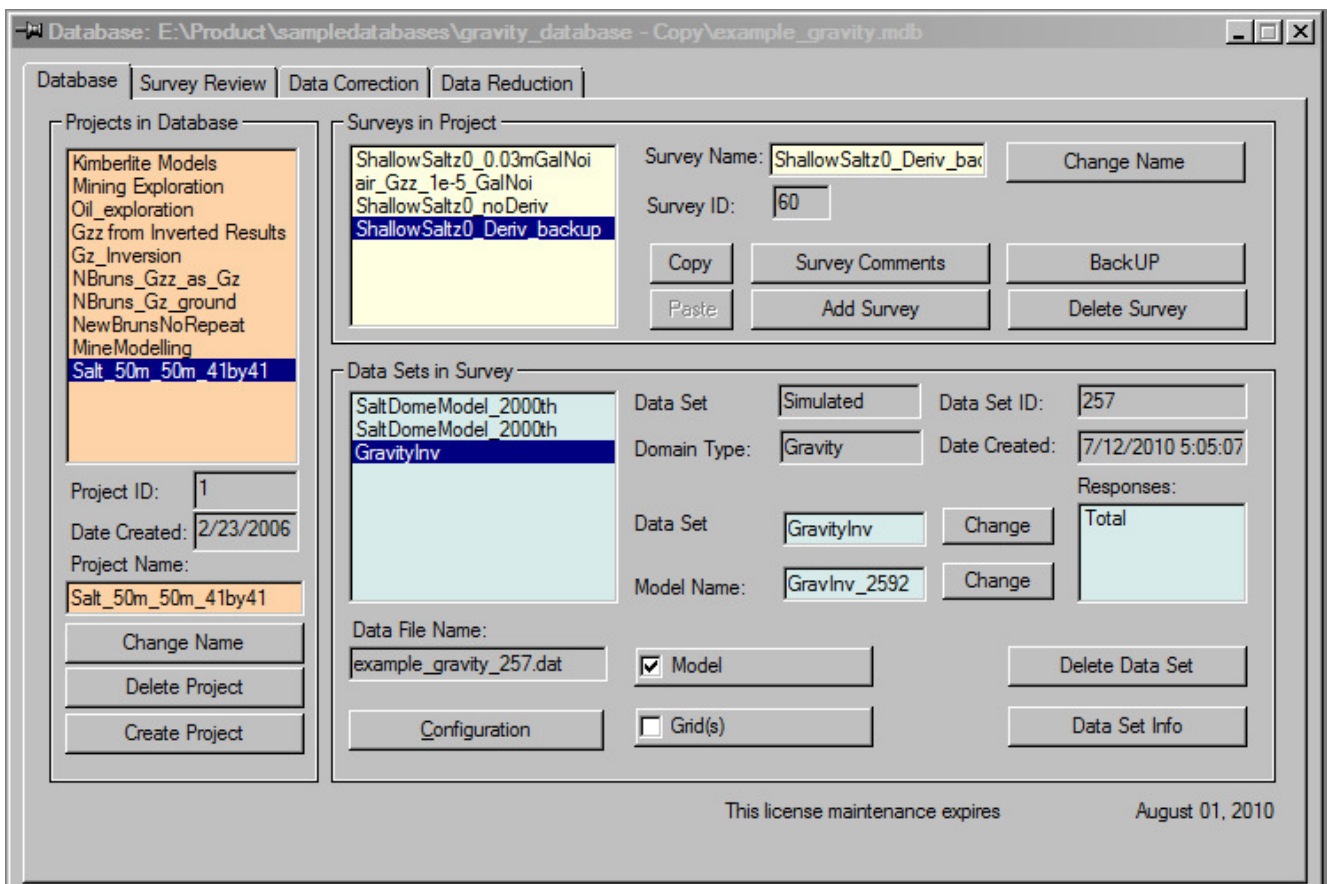 Database: E:\Product\sampledatabases\gravity_database - Copy\example_gravity.mdb
Database
Survey Review
Data Correction
Data Reduction
Projects in Database
Kimberlite Models
Mining Exploration
Oil_exploration
Gzz from Inverted Results
Gz_Inversion
NBruns_Gzz_as_Gz
NBruns_Gz_ground
NewBrunsNoRepeat
MineModelling
Salt_50m_50m_41by41
Project ID: 1
Date Created: 2/23/2006
Project Name:
Salt_50m_50m_41by41
Change Name
Delete Project
Create Project
Surveys in Project
ShallowSaltz0_0.03mGalNoi
air_Gzz_1e-5_GalNoi
ShallowSaltz0_noDeriv
ShallowSaltz0_Deriv_backup
Survey Name: ShallowSaltz0_Deriv_bac
Change Name
Survey ID: 60
Copy
Survey Comments
BackUP
Paste
Add Survey
Delete Survey
Data Sets in Survey
SaltDomeModel_2000th
SaltDomeModel_2000th
GravityInv
Data Set Simulated
Data Set ID: 257
Domain Type: Gravity
Date Created: 7/12/2010 5:05:07
Responses:
Total
Data Set GravityInv
Change
Model Name: GravInv_2592
Change
Data File Name:
example_gravity_257.dat
Model
Delete Data Set
Configuration
Grid(s)
Data Set Info
This license maintenance expires August 01, 2010